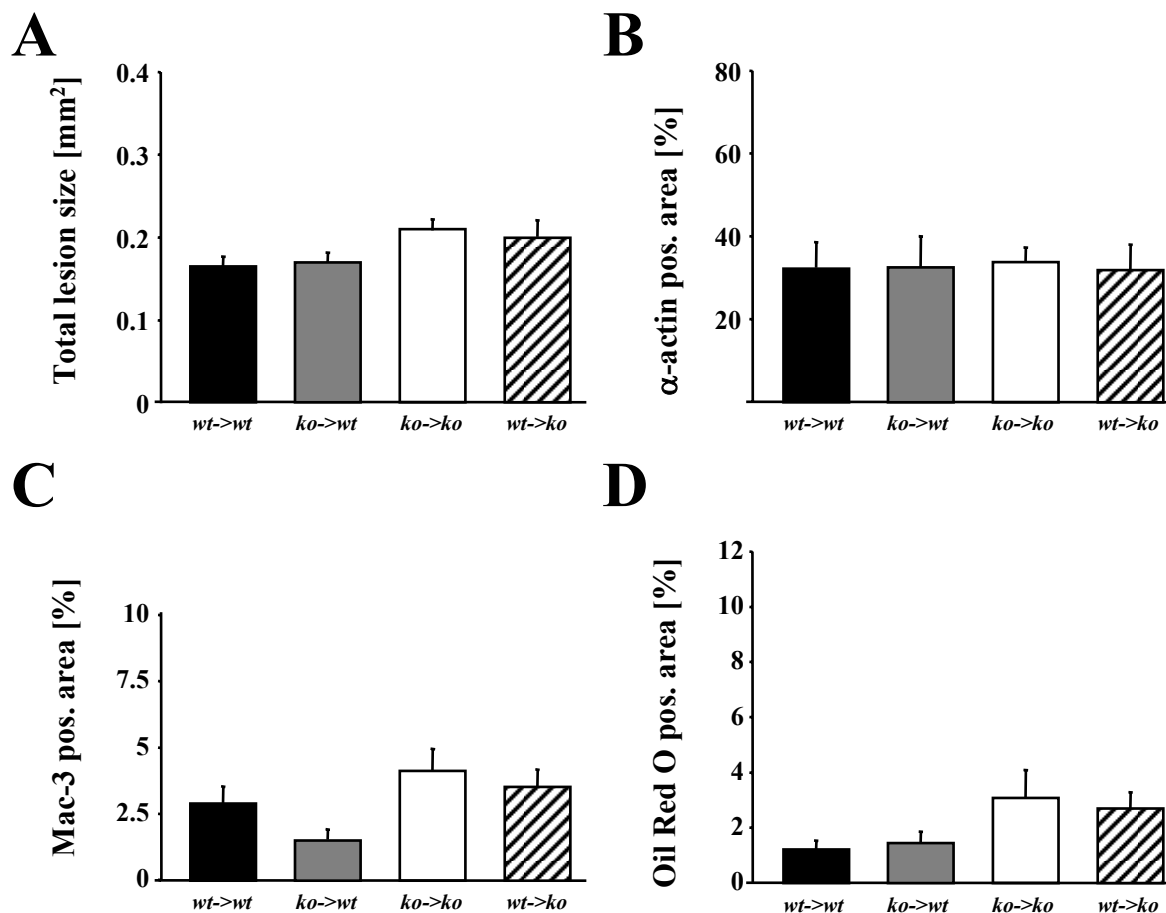 A
Total lesion size [mm²]
0.4
0.3
0.2
0.1
0
wt->wt
ko->wt
ko->ko
wt->ko
B
α-actin pos. area [%]
80
60
40
20
wt->wt
ko->wt
ko->ko
wt->ko
C
Mac-3 pos. area [%]
10
7.5
5
2.5
0
wt->wt
ko->wt
ko->ko
wt->ko
D
Oil Red O pos. area [%]
12
10
8
6
4
2
0
wt->wt
ko->wt
ko->ko
wt->ko